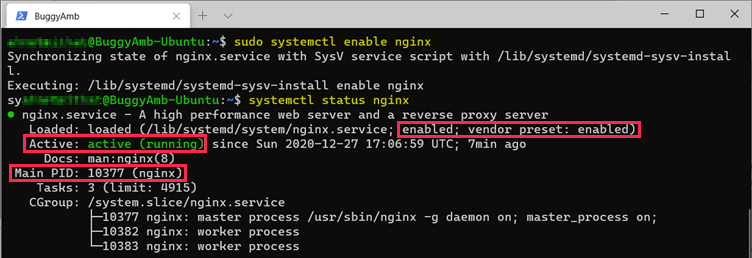 BuggyAmb
@BuggyAmb-Ubuntu:~$ sudo systemctl enable nginx
Synchronizing state of nginx.service with SysV service script with /lib/systemd/systemd-sysv-instal
l.
Executing: /lib/systemd/systemd-sysv-install enable nginx
sy @BuggyAmb-Ubuntu:~$ systemctl status nginx
● nginx.service - A high performance web server and a reverse proxy server
Loaded: loaded (/lib/systemd/system/nginx.service; enabled; vendor preset: enabled)
Active: active (running) since Sun 2020-12-27 17:06:59 UTC; 7min ago
Docs: man:nginx(8)
Main PID: 10377 (nginx)
Tasks: 3 (limit: 4915)
CGroup: /system.slice/nginx.service
├─10377 nginx: master process /usr/sbin/nginx -g daemon on; master_process on;
├─10382 nginx: worker process
└─10383 nginx: worker process